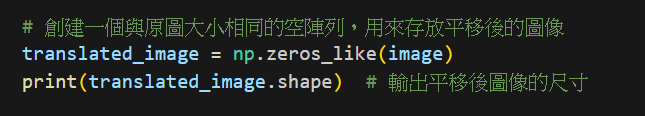 # 創建一個與原圖大小相同的空陣列，用來存放平移後的圖像
translated_image = np.zeros_like(image)
print(translated_image.shape)  # 輸出平移後圖像的尺寸